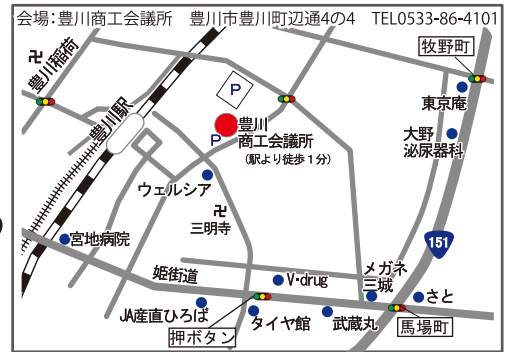 会場：豊川商工会議所　豊川市豊川町辺通4の4　TEL0533-86-4101
牧野町
豊川稲荷
P
東京庵
豊川駅
豊川
商工会議所
(駅より徒歩1分)
P
大野
泌尿器科
ウェルシア
三明寺
151
宮地病院
姫街道
V・drug
メガネ
三城
さと
JA産直ひろば
押ボタン
タイヤ館
武蔵丸
馬場町